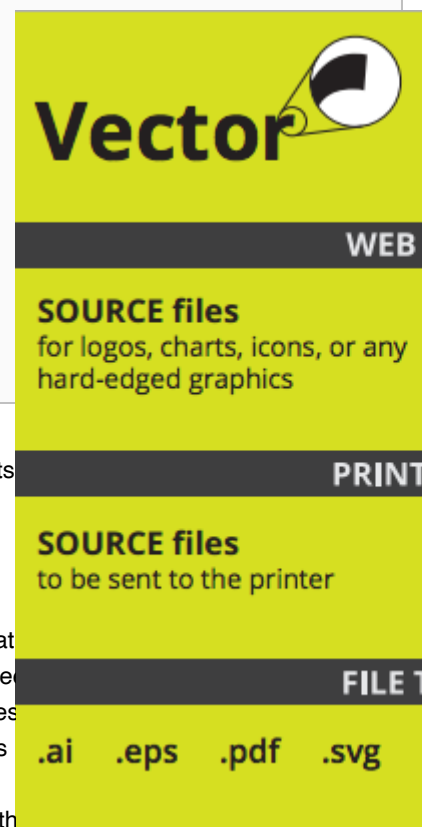 Vector
WEB
SOURCE files
for logos, charts, icons, or any
hard-edged graphics
PRINT
SOURCE files
to be sent to the printer
FILE T
.ai .eps .pdf .svg